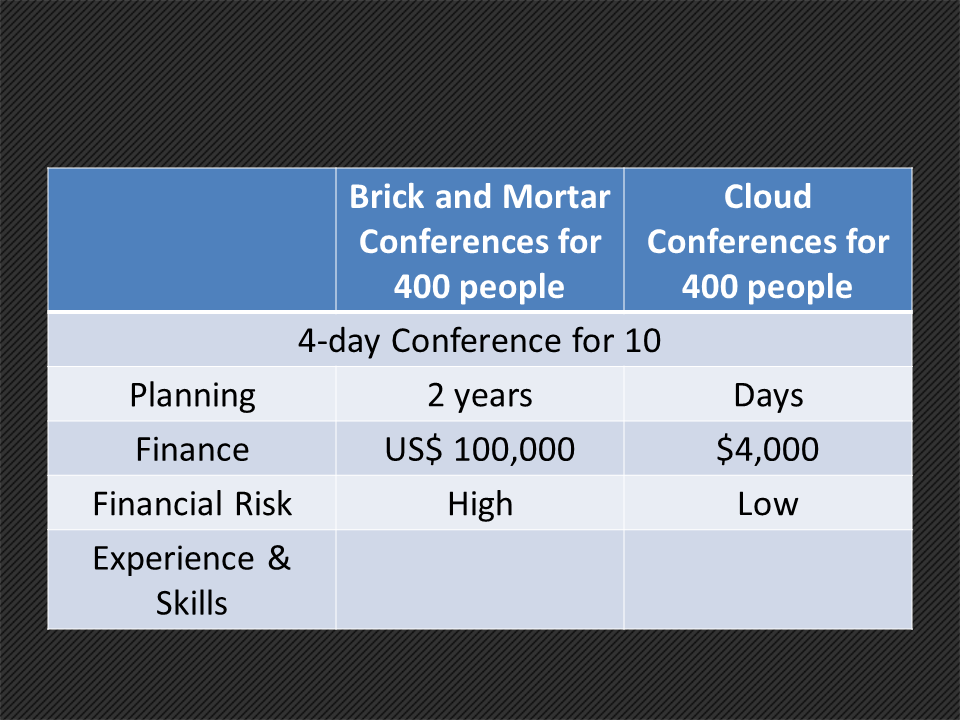 Brick and Mortar
Conferences for
400 people
Cloud
Conferences for
400 people
4-day Conference for 10
Planning 2 years Days
Finance US$ 100,000 $4,000
Financial Risk High Low
Experience &
Skills